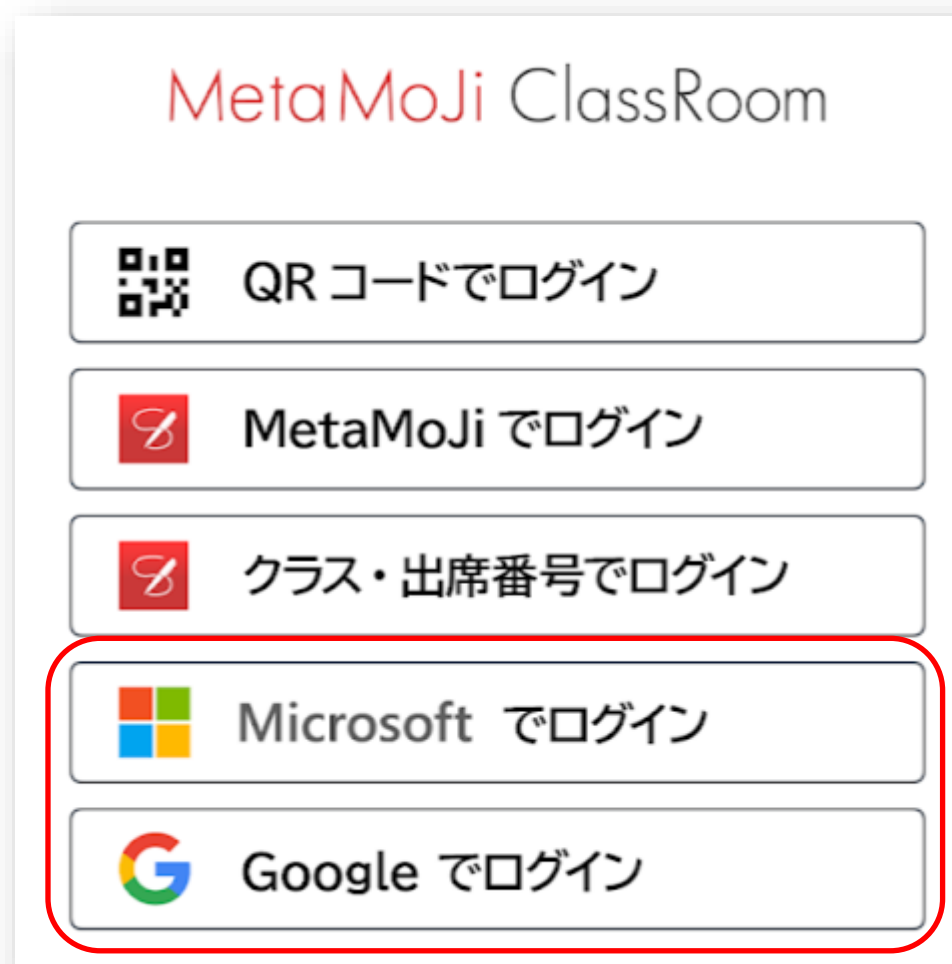 MetaMoJi ClassRoom
QR コードでログイン
MetaMoJi でログイン
クラス・出席番号でログイン
Microsoft でログイン
Google でログイン